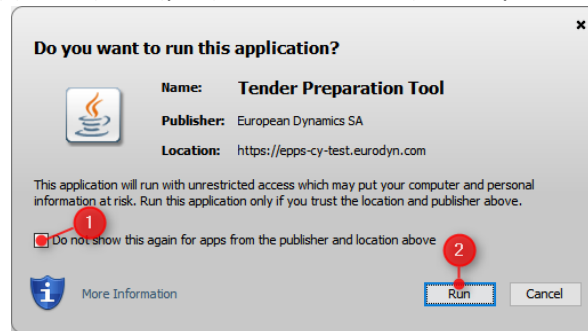 Do you want to run this application?
Name: Tender Preparation Tool
Publisher: European Dynamics SA
Location: https://epps-cy-test.eurodyn.com
This application will run with unrestricted access which may put your computer and personal
information at risk. Run this application only if you trust the location and publisher above.
1
Do not show this again for apps from the publisher and location above
2
More Information
Run
Cancel